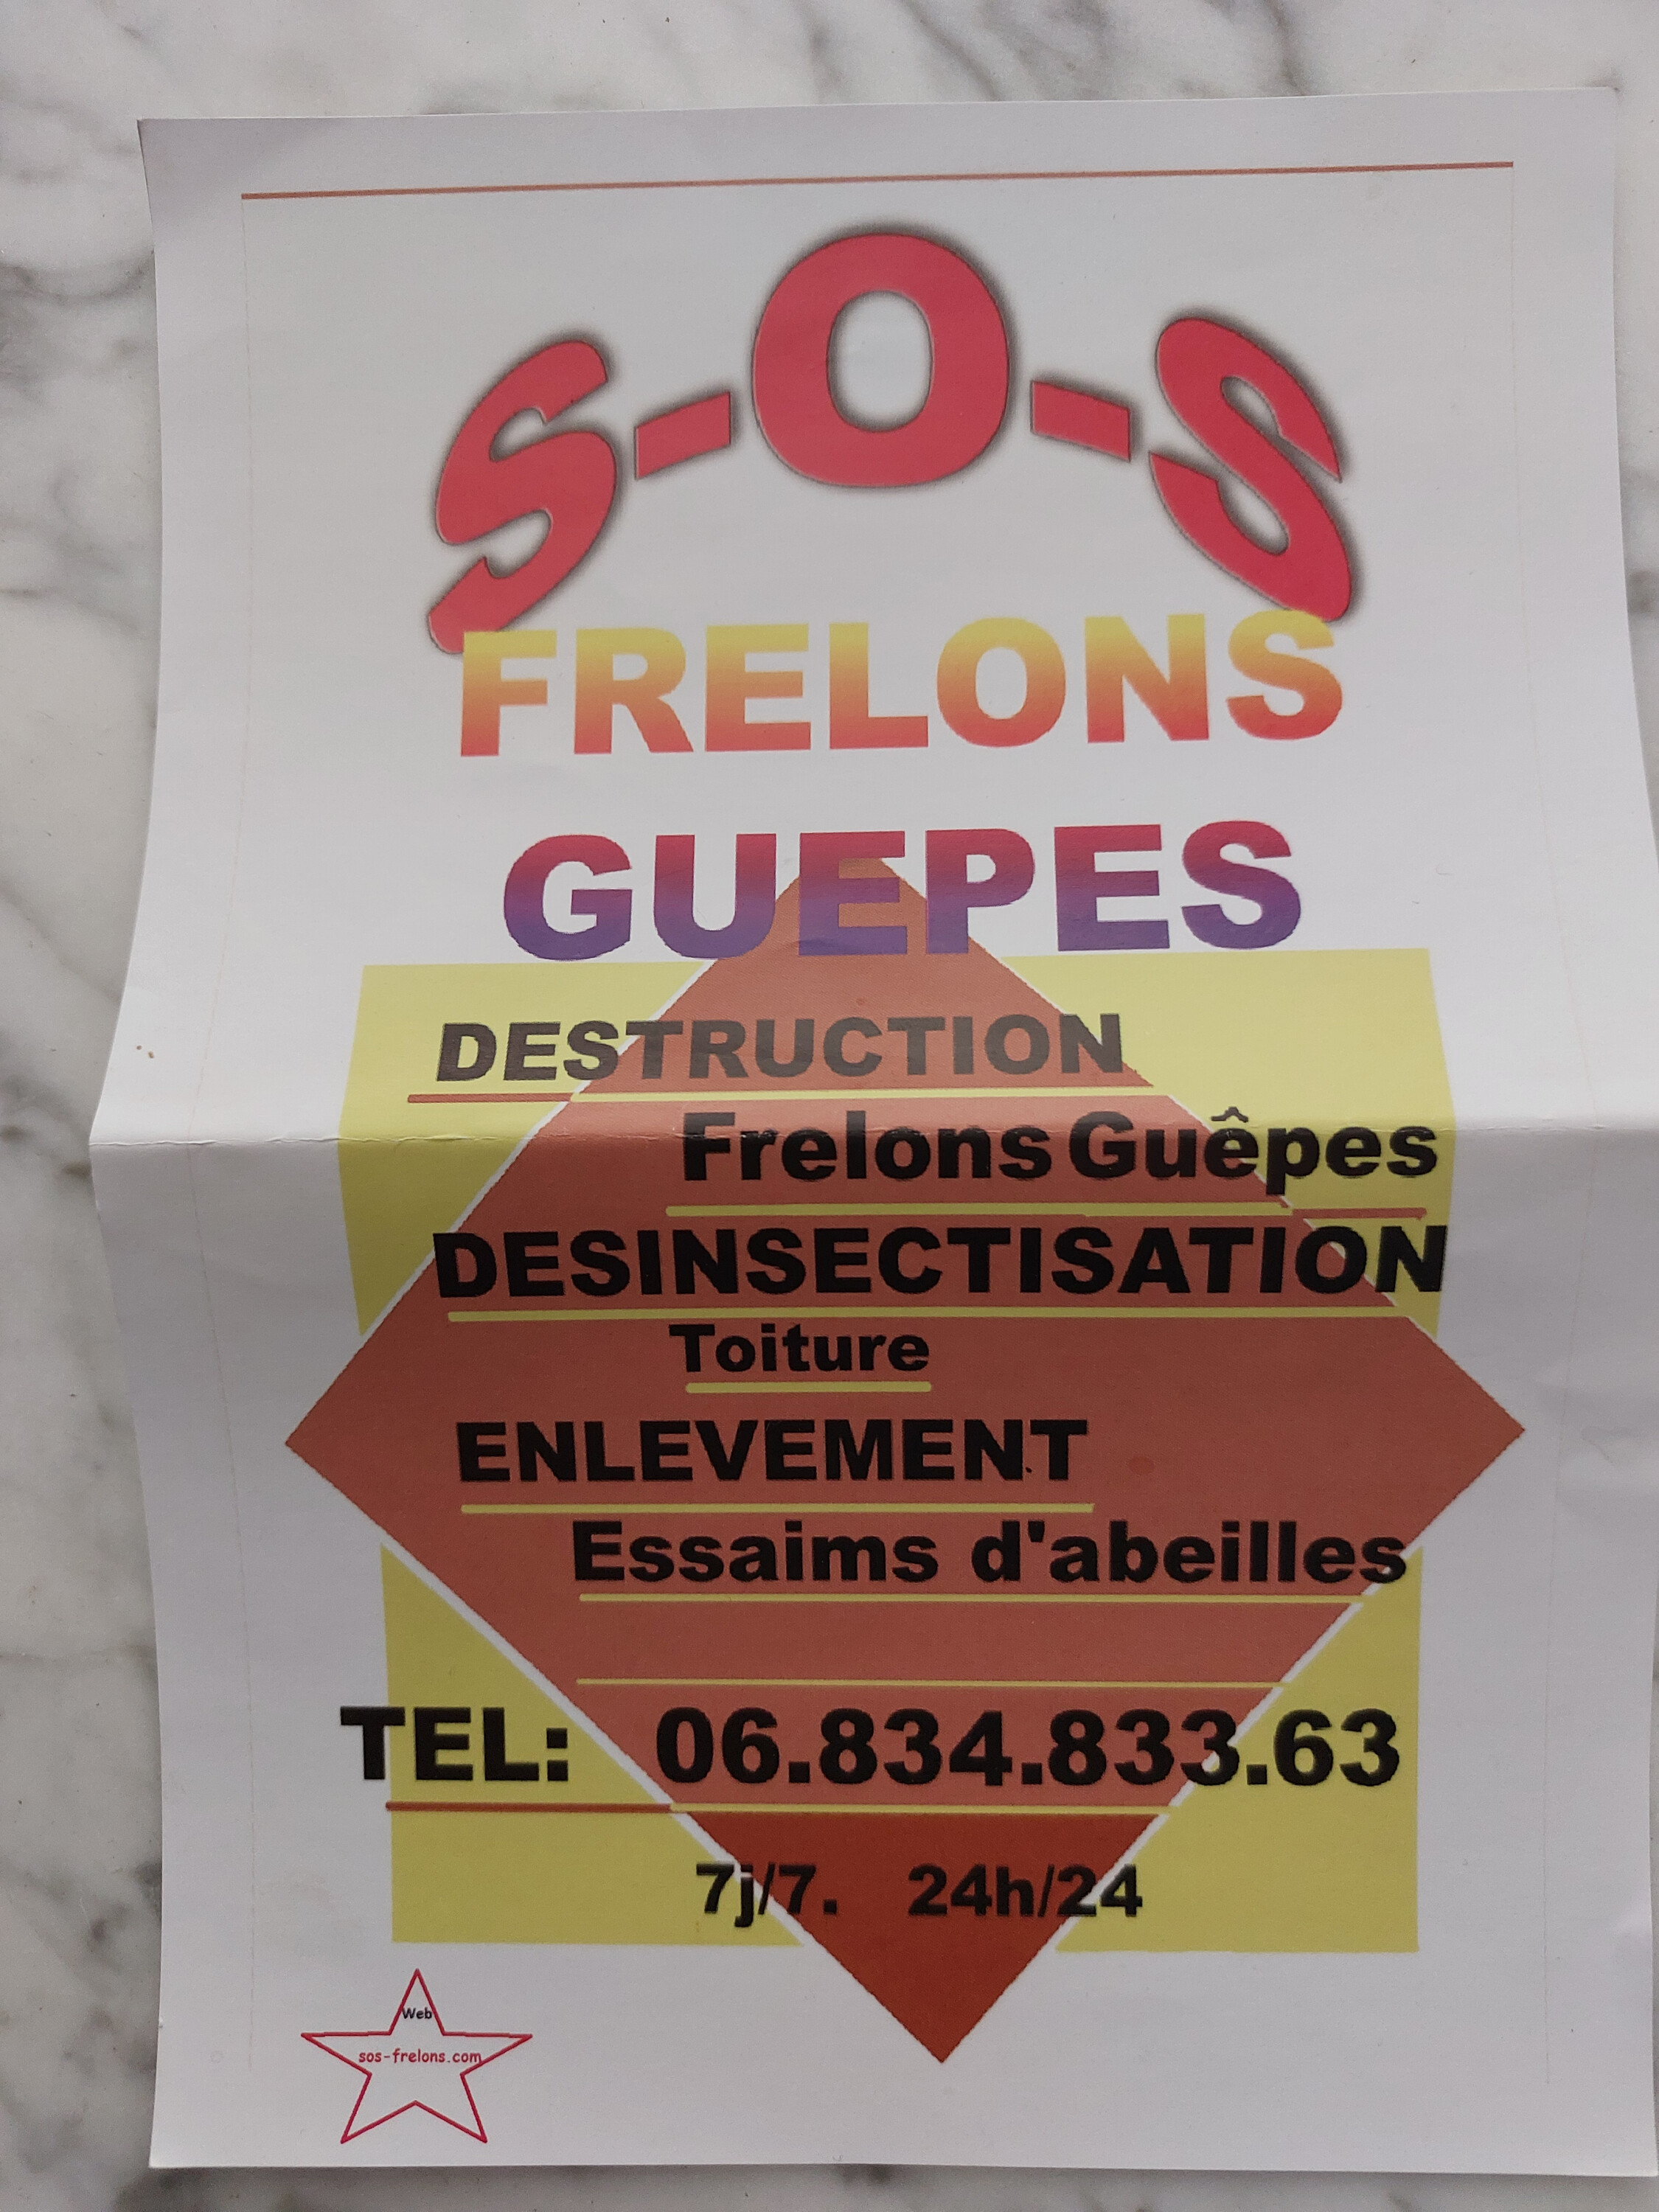 S-O-S
FRELONS
GUEPES
DESTRUCTION
Frelons Guêpes
DESINSECTISATION
Toiture
ENLEVEMENT
Essaims d'abeilles
TEL: 06.834.833.63
7j/7. 24h/24
Web
sos-frelons.com